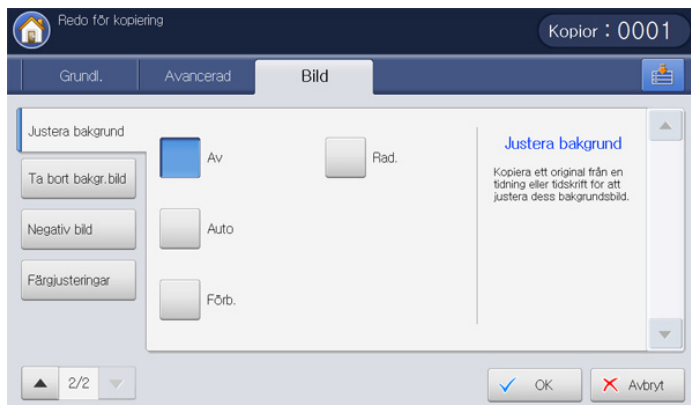 Redo för kopiering
Kopior : 0001
Grundl.
Avancerad
Bild
Justera bakgrund
Ta bort bakgr.bild
Negativ bild
Färgjusteringar
Av
Rad.
Auto
Förb.
Justera bakgrund
Kopiera ett original från en
tidning eller tidskrift för att
justera dess bakgrundsbild.
2/2
OK
Avbryt